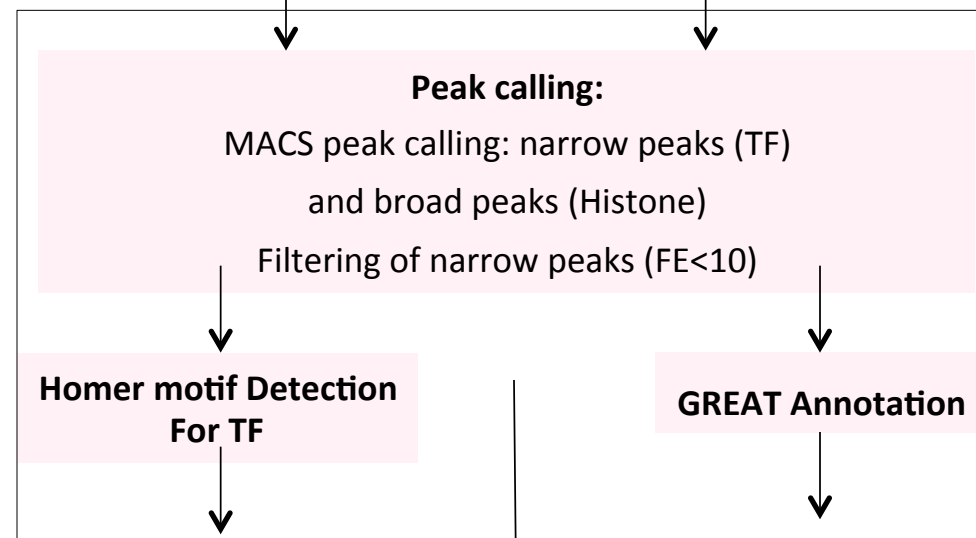 Peak calling:
MACS peak calling: narrow peaks (TF)
and broad peaks (Histone)
Filtering of narrow peaks (FE<10)
Homer motif Detection
For TF
GREAT Annotation